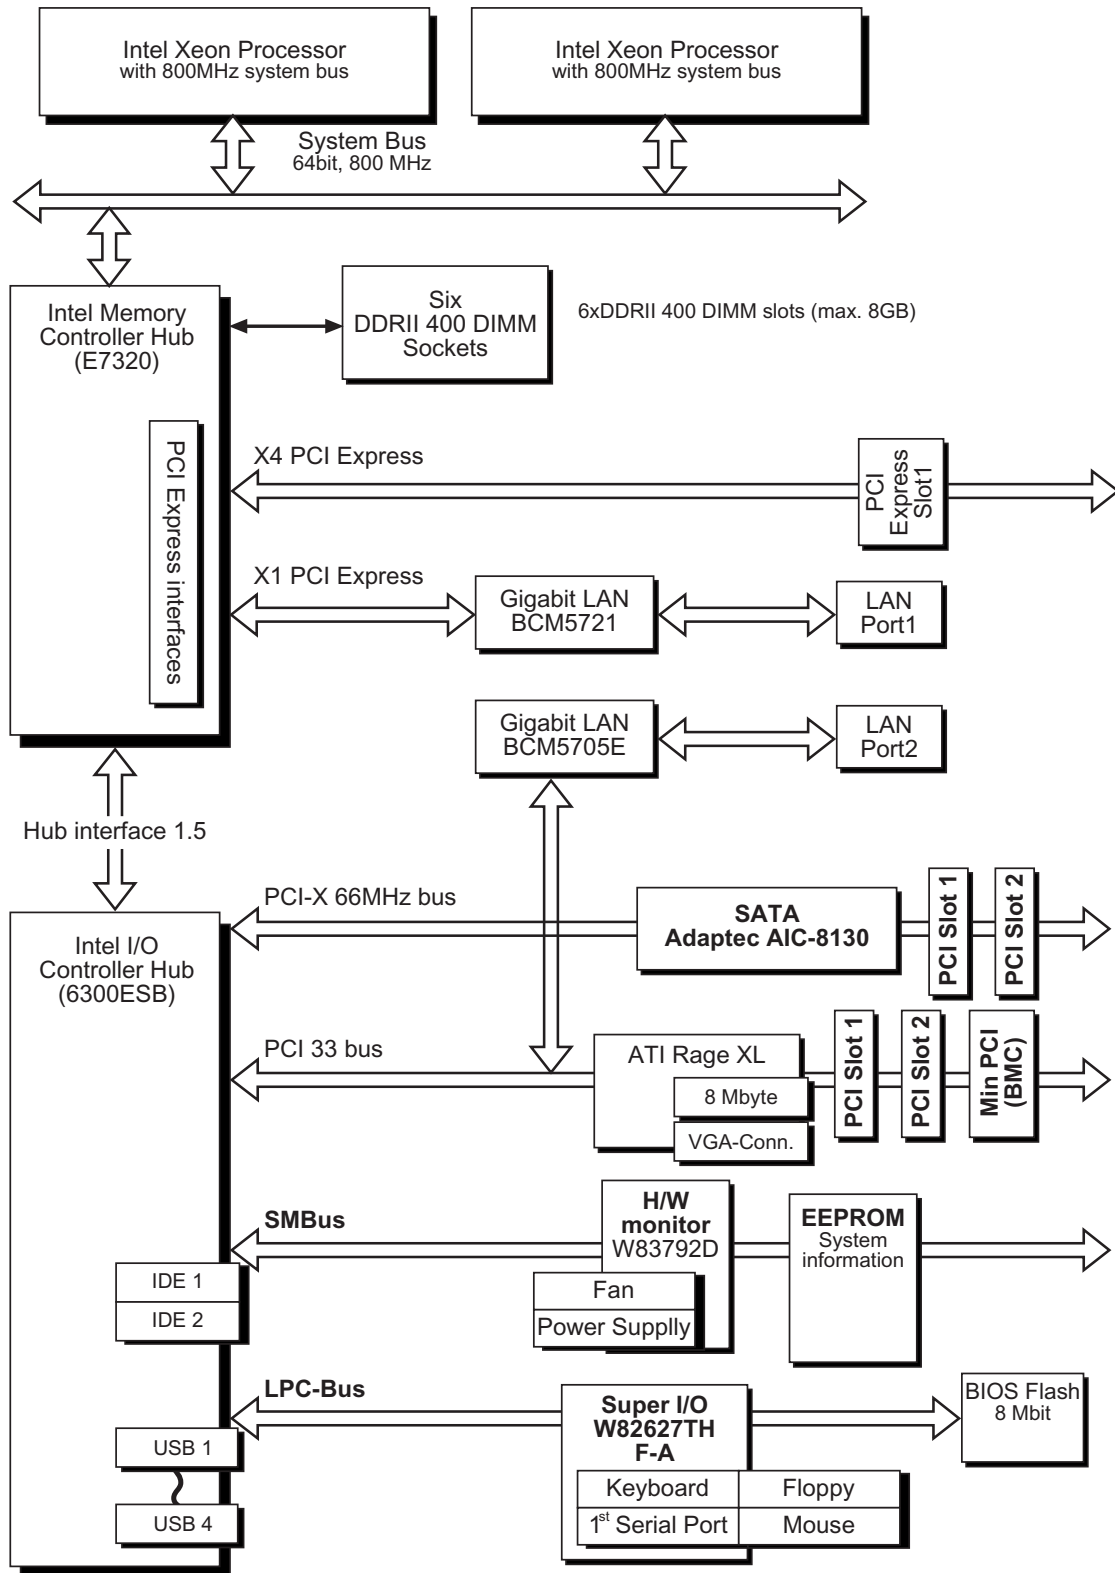 Intel Xeon Processor
with 800MHz system bus
Intel Xeon Processor
with 800MHz system bus
System Bus
64bit, 800 MHz
Intel Memory
Controller Hub
(E7320)
Six
DDRII 400 DIMM
Sockets
6xDDRII 400 DIMM slots (max. 8GB)
PCI Express interfaces
X4 PCI Express
PCI
Express
Slot1
X1 PCI Express
Gigabit LAN
BCM5721
LAN
Port1
Gigabit LAN
BCM5705E
LAN
Port2
Hub interface 1.5
Intel I/O
Controller Hub
(6300ESB)
PCI-X 66MHz bus
SATA
Adaptec AIC-8130
PCI Slot 1
PCI Slot 2
PCI 33 bus
ATI Rage XL
8 Mbyte
VGA-Conn.
PCI Slot 1
PCI Slot 2
Min PCI
(BMC)
SMBus
H/W
monitor
W83792D
Fan
Power Supplly
EEPROM
System
information
IDE 1
IDE 2
LPC-Bus
Super I/O
W82627TH
F-A
Keyboard
Floppy
1st Serial Port
Mouse
BIOS Flash
8 Mbit
USB 1
USB 4